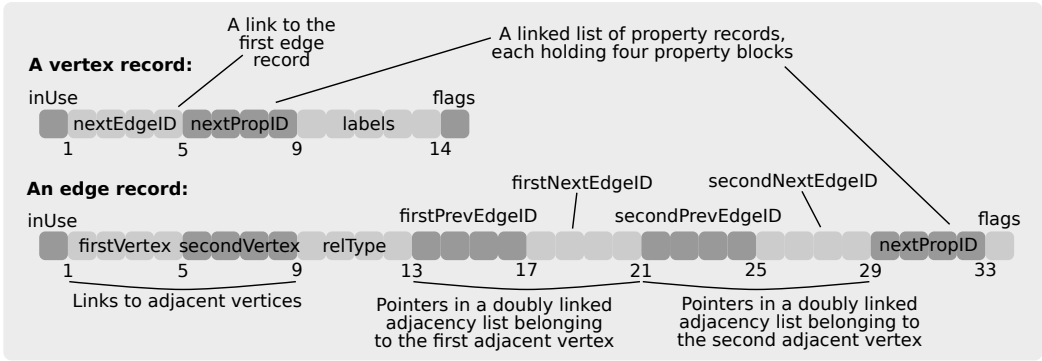 A link to the
first edge
record
A linked list of property records,
each holding four property blocks
A vertex record:
inUse
flags
nextEdgeID
nextPropID
labels
1
5
9
14
An edge record:
firstNextEdgeID
secondNextEdgeID
inUse
firstPrevEdgeID
secondPrevEdgeID
flags
firstVertex
secondVertex
relType
nextPropID
1
5
9
13
17
21
25
29
33
Links to adjacent vertices
Pointers in a doubly linked
adjacency list belonging
to the first adjacent vertex
Pointers in a doubly linked
adjacency list belonging to
the second adjacent vertex